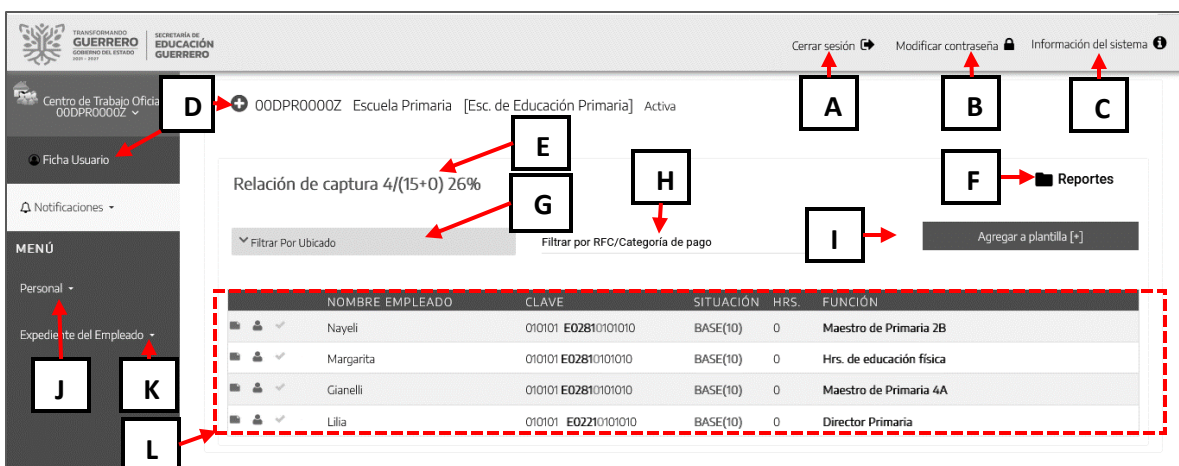 TRANSFORMANDO
GUERRERO
GOBIERNO DEL ESTADO
2021 - 2027
SECRETARÍA DE
EDUCACIÓN
GUERRERO
Cerrar sesión
Modificar contraseña
Información del sistema
A
B
C
Centro de Trabajo Oficia
00DPR0000Z
D
00DPR0000Z Escuela Primaria [Esc. de Educación Primaria] Activa
Ficha Usuario
E
Relación de captura 4/(15+0) 26%
G
H
F
Reportes
Notificaciones
Filtrar Por Ubicado
Filtrar por RFC/Categoría de pago
I
Agregar a plantilla [+]
MENÚ
Personal
Expediente del Empleado
J
K
L
NOMBRE EMPLEADO CLAVE SITUACIÓN HRS. FUNCIÓN
Nayeli 010101 E02810101010 BASE(10) 0 Maestro de Primaria 2B
Margarita 010101 E02810101010 BASE(10) 0 Hrs. de educación física
Gianelli 010101 E02810101010 BASE(10) 0 Maestro de Primaria 4A
Lilia 010101 E02210101010 BASE(10) 0 Director Primaria